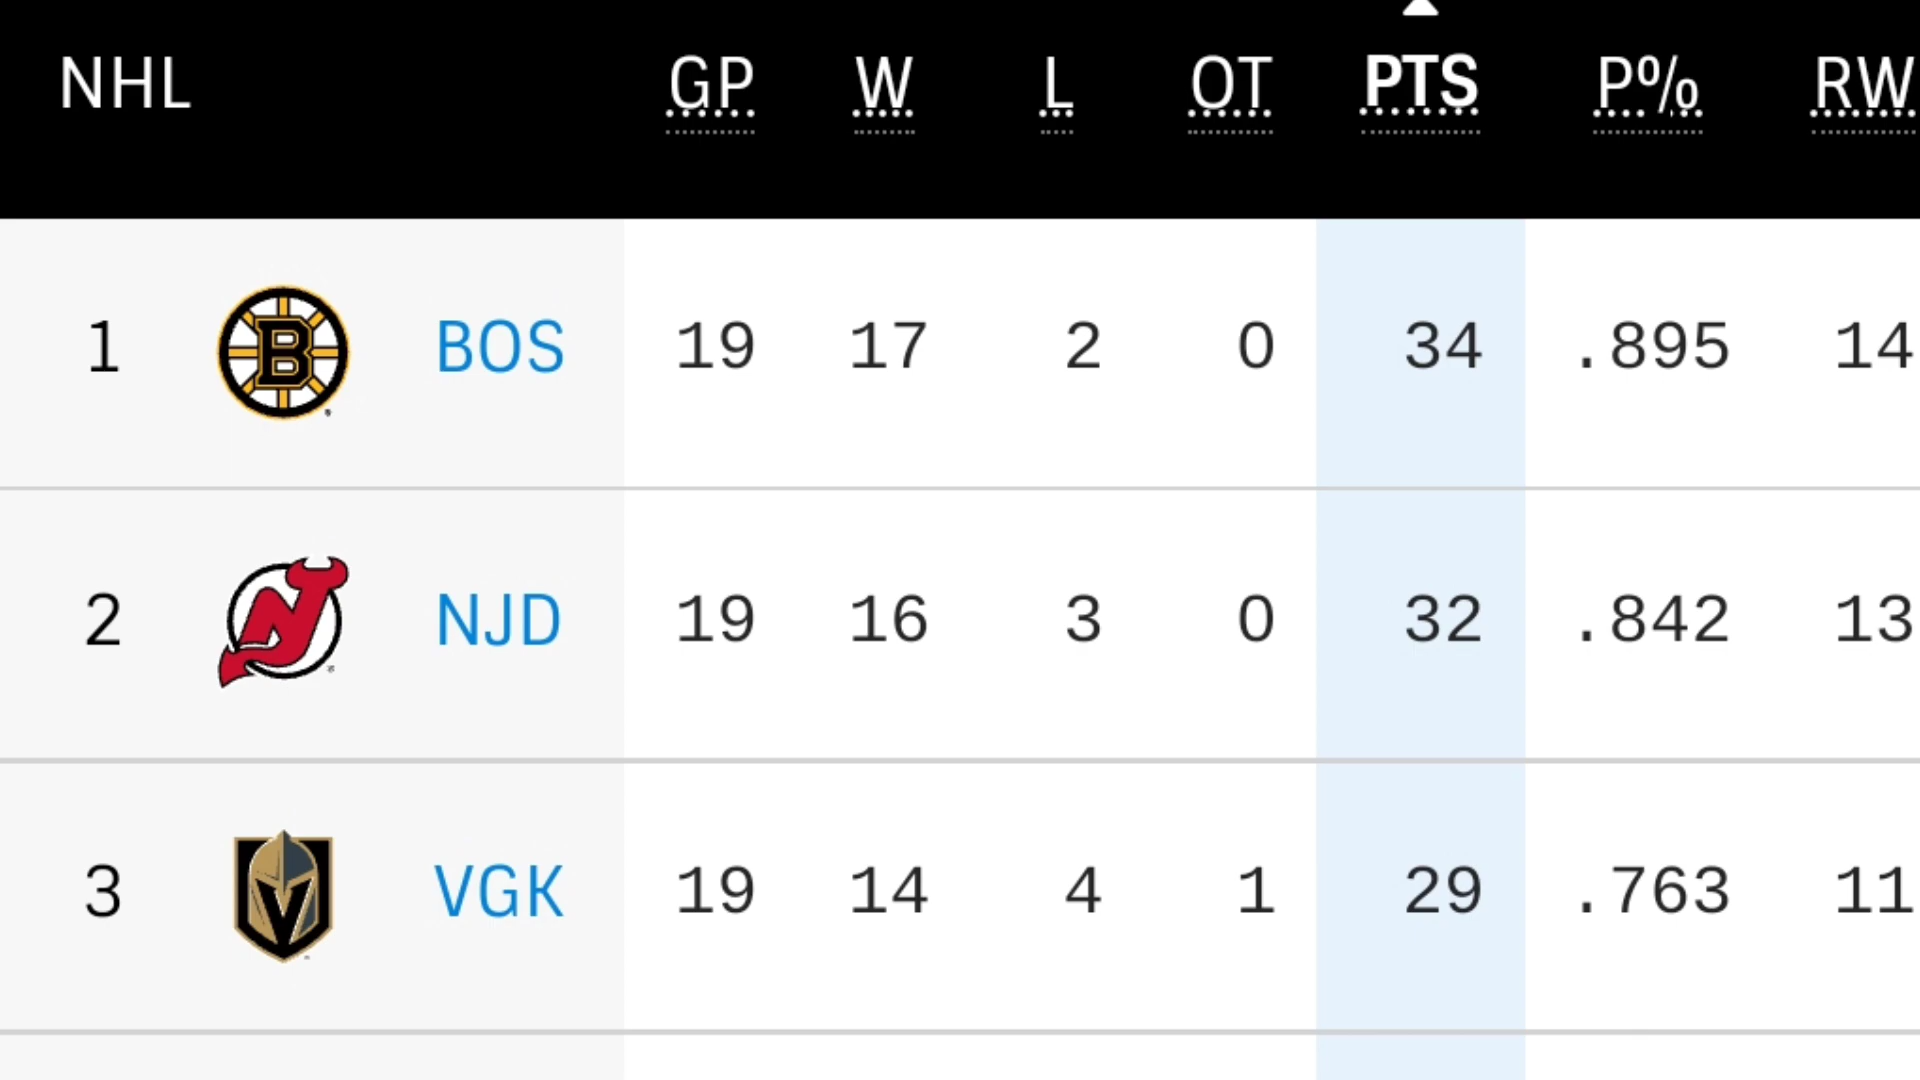 NHL GP W L OT PTS P% RW
1 B BOS 19 17 2 0 34 .895 14
2 NJ NJD 19 16 3 0 32 .842 13
3 VGK 19 14 4 1 29 .763 11